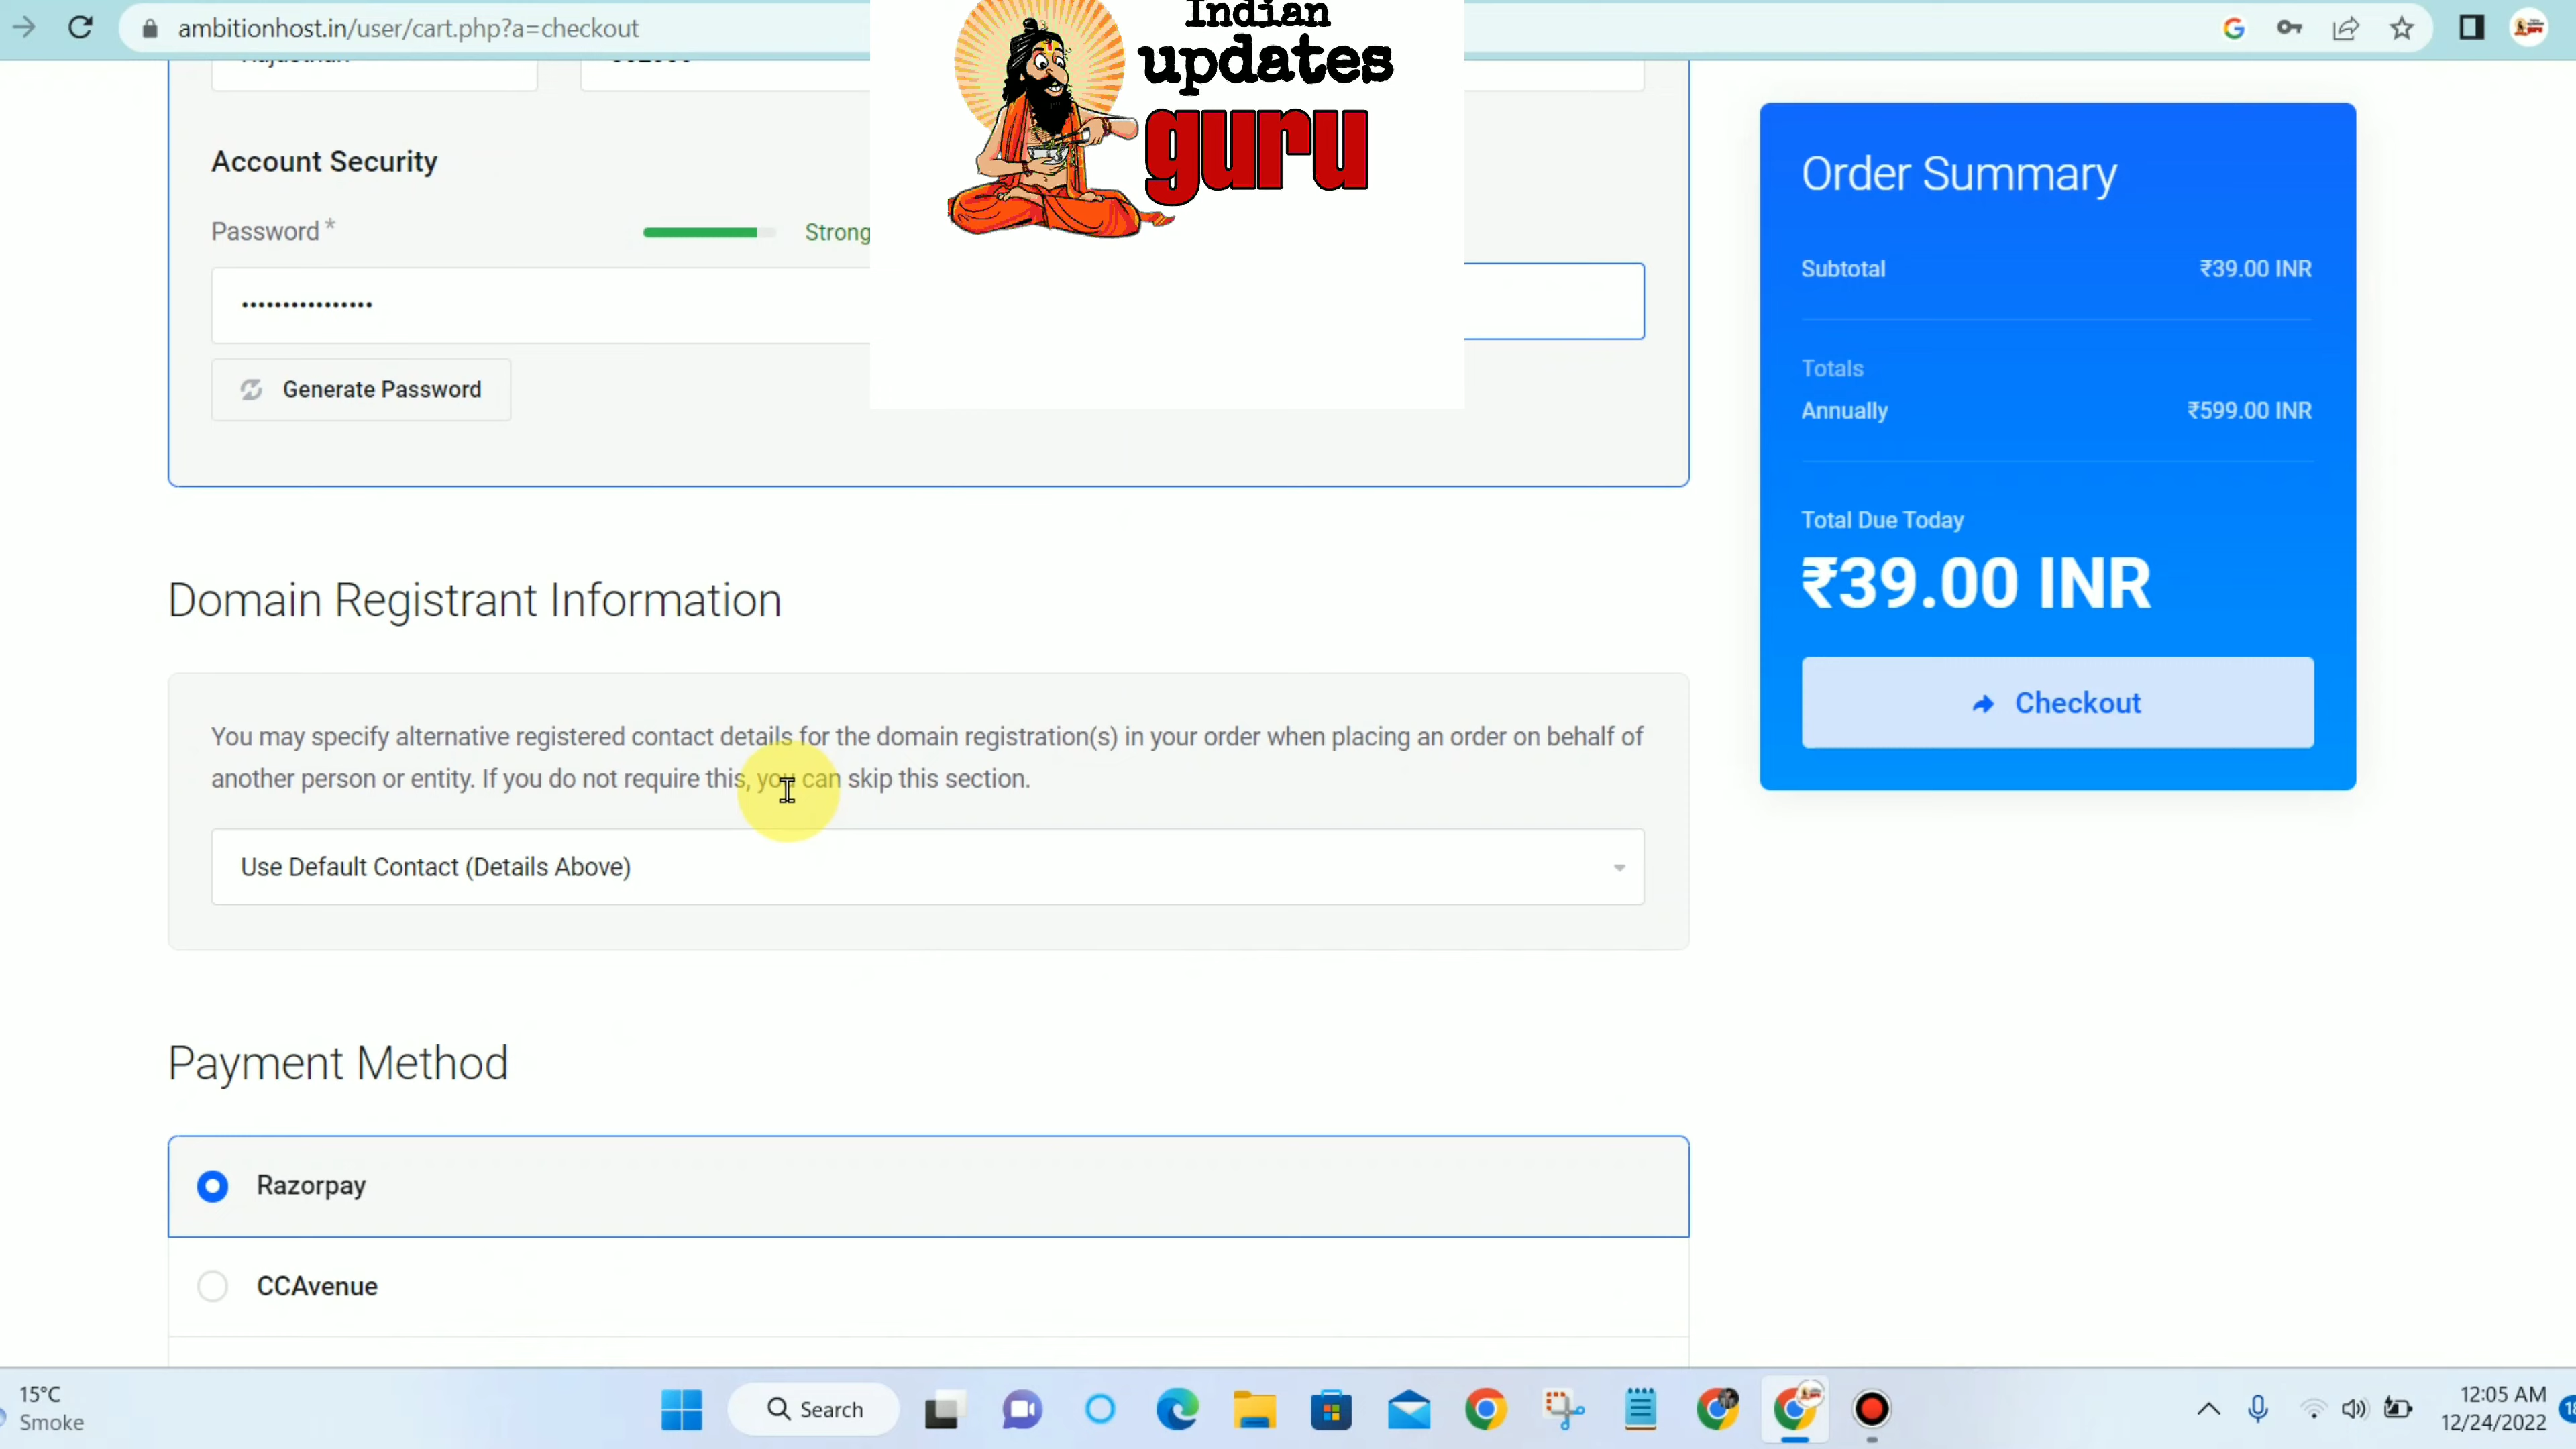 ambitionhost.in/user/cart.php?a=checkout
Indian
updates
guru
Account Security
Password *
Strong
••••••••••••••••
Generate Password
Order Summary
Subtotal ₹39.00 INR
Totals
Annually ₹599.00 INR
Total Due Today
₹39.00 INR
Checkout
Domain Registrant Information
You may specify alternative registered contact details for the domain registration(s) in your order when placing an order on behalf of
another person or entity. If you do not require this, you can skip this section.
Use Default Contact (Details Above)
Payment Method
Razorpay
CCAvenue
15°C
Smoke
Search
12:05 AM
12/24/2022